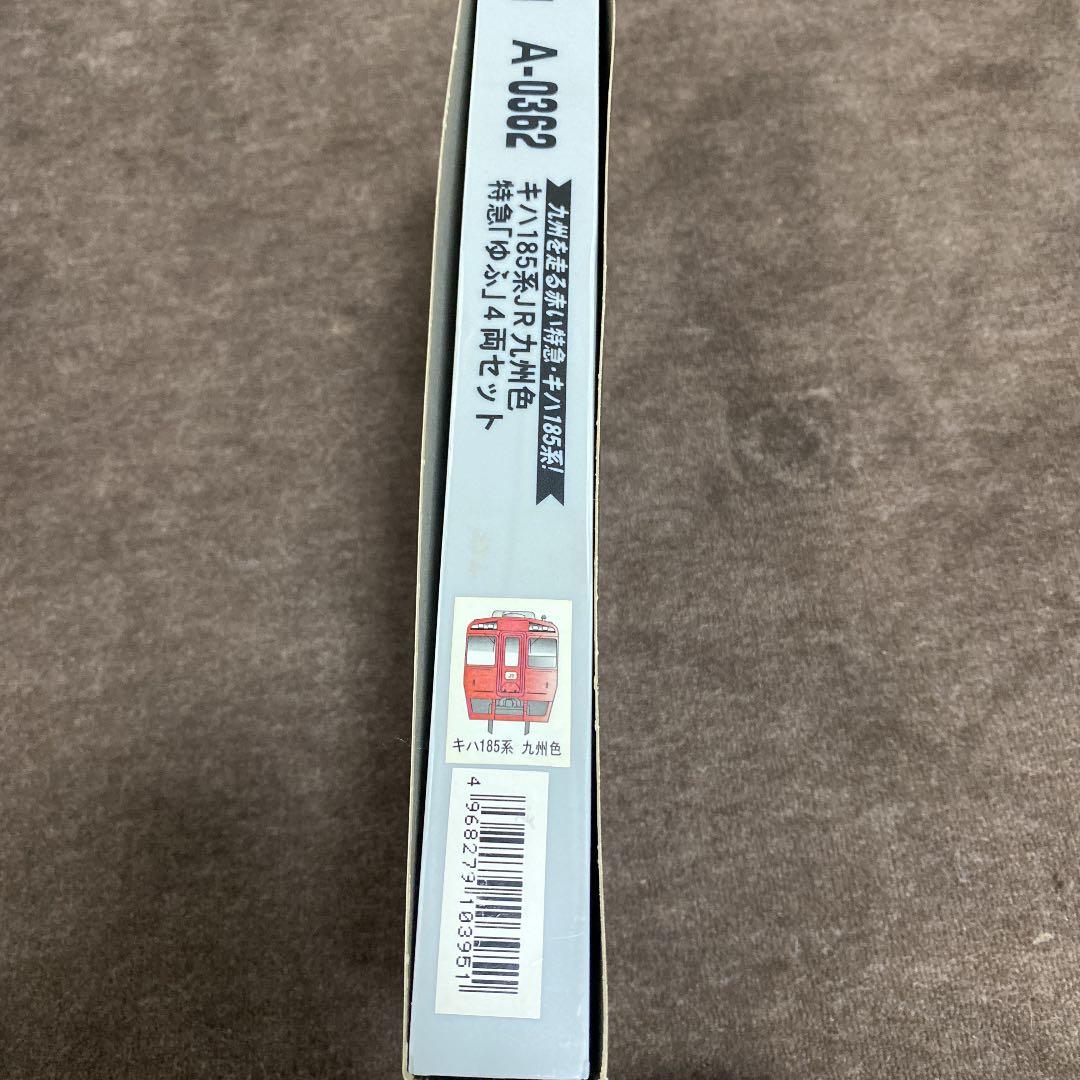 A-0362
九州を走る赤い特急・キハ185系!
キハ185系JR九州色
特急「ゆふ」4両セット
JR
キハ185系 九州色
4 968279 103951